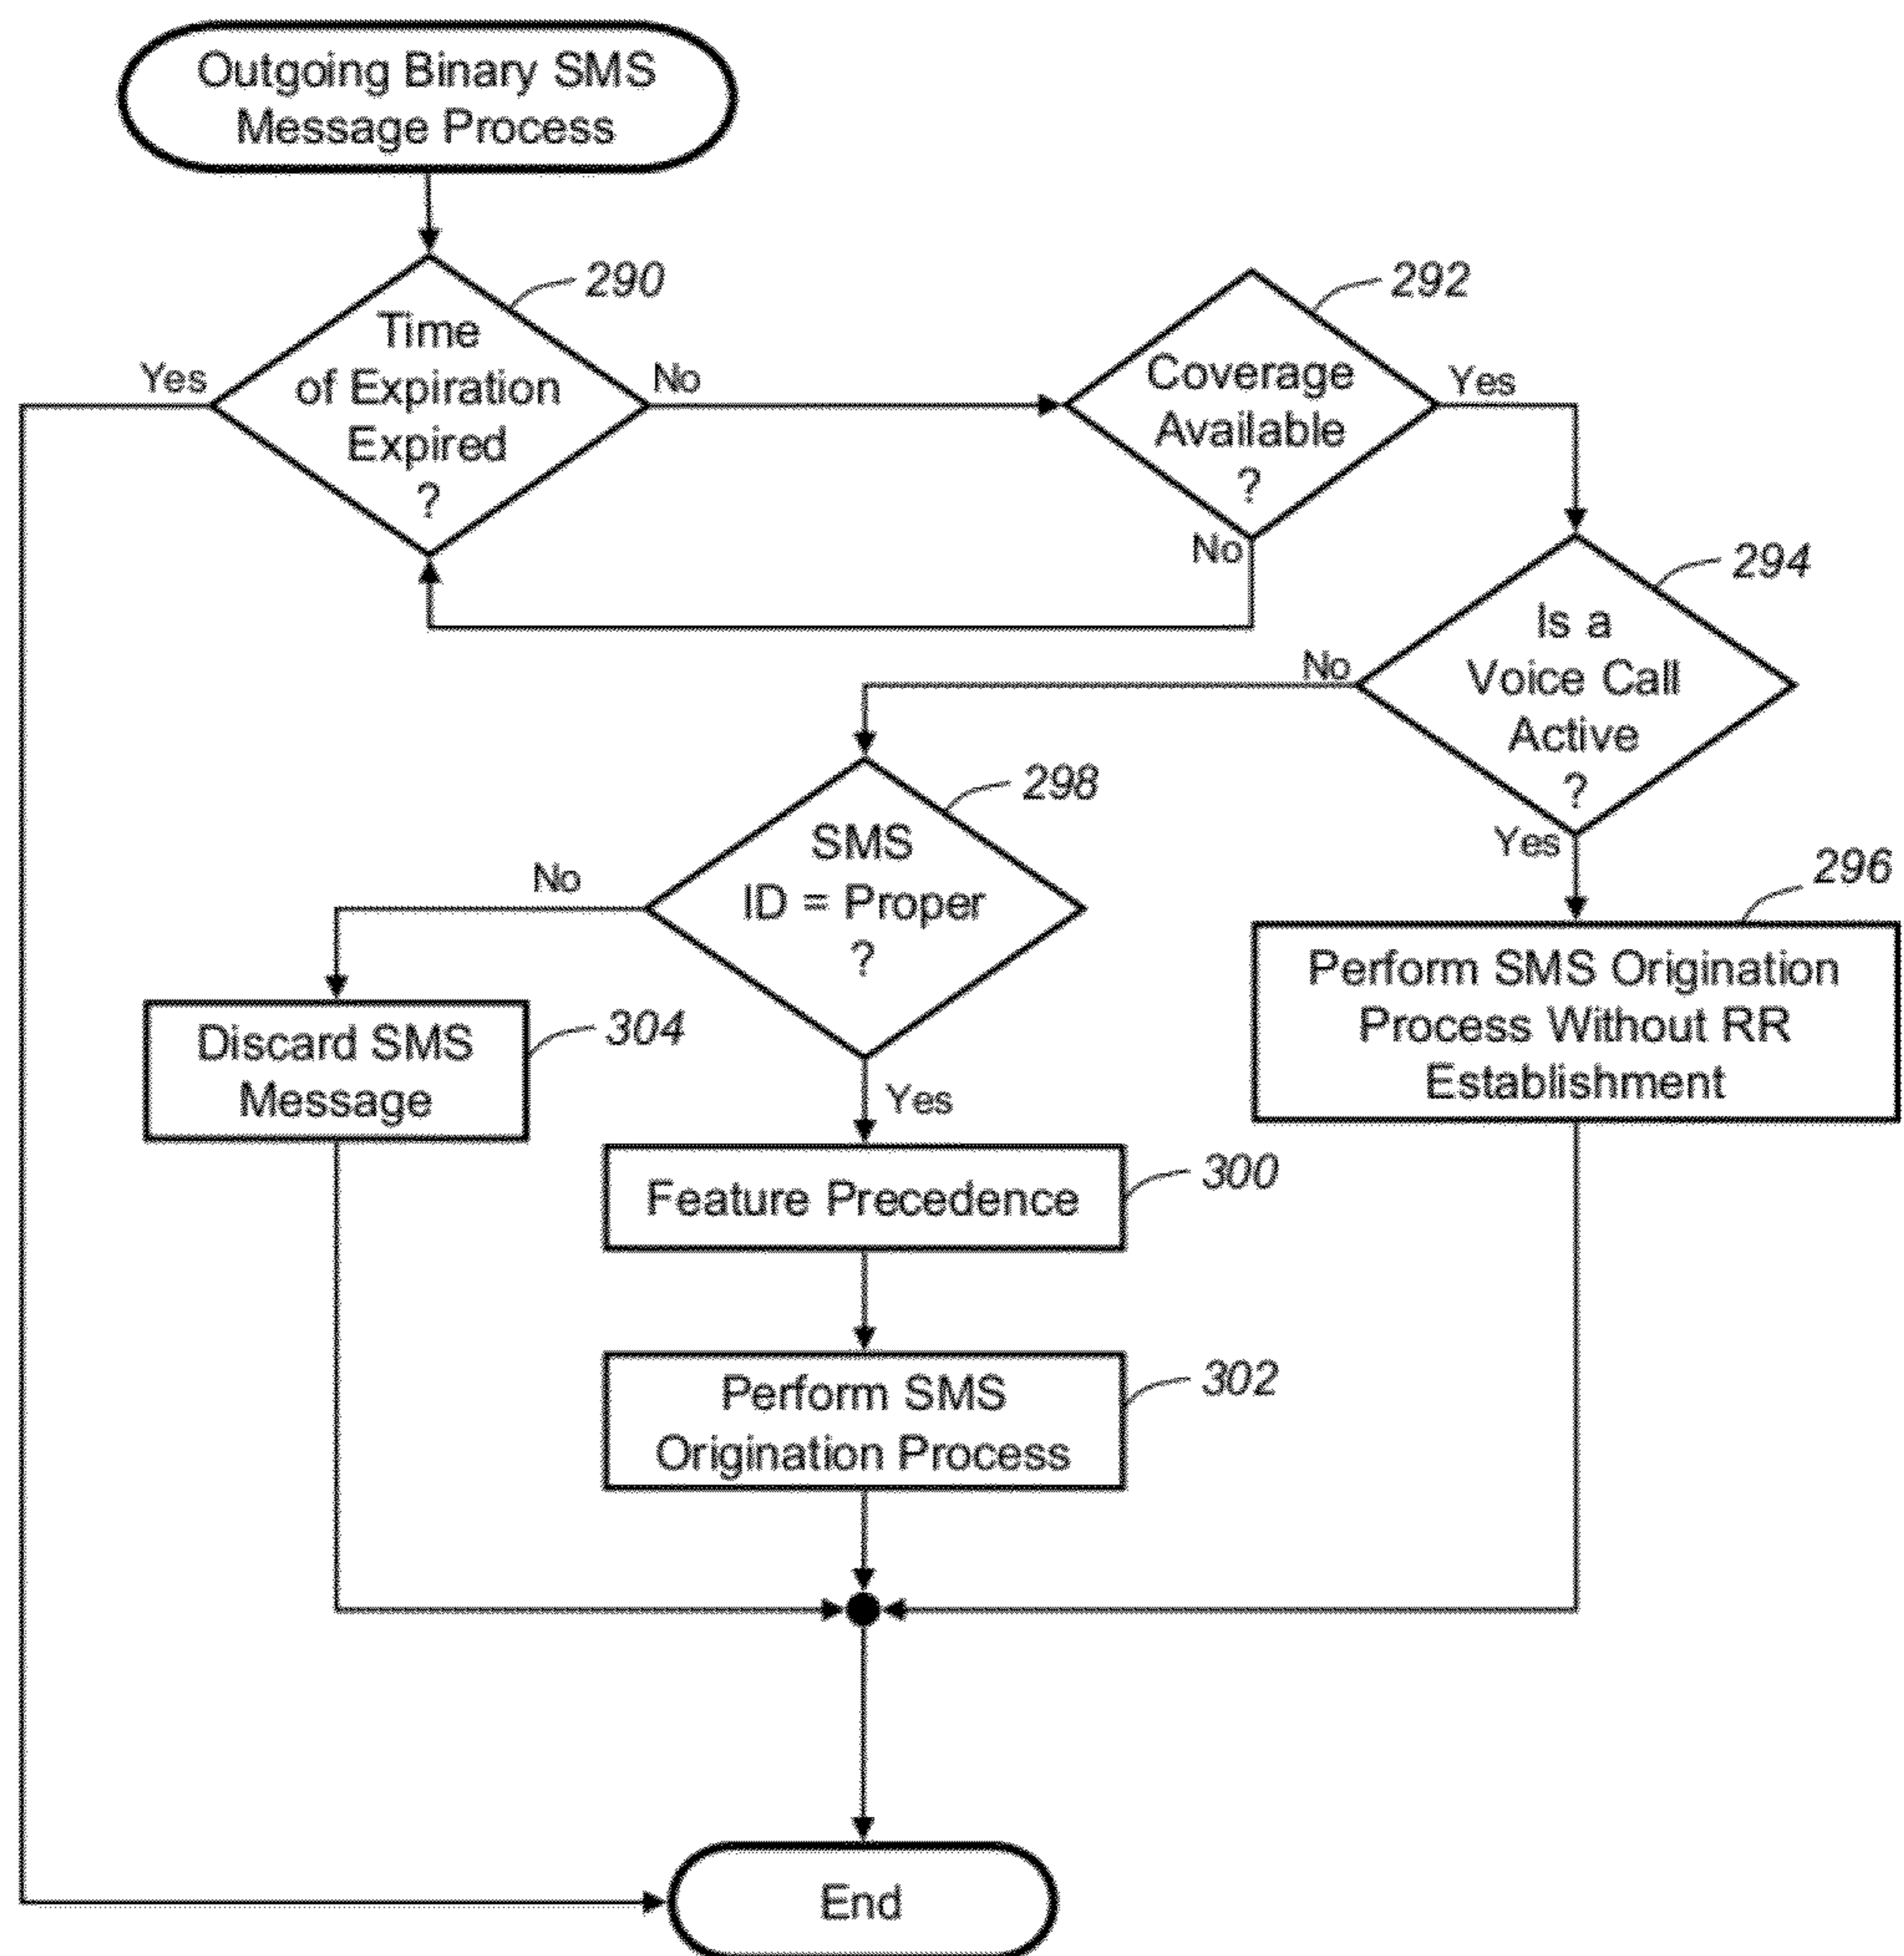 Outgoing Binary SMS
Message Process
290
Time
of Expiration
Expired
?
Yes
No
292
Coverage
Available
?
Yes
No
294
Is a
Voice Call
Active
?
No
Yes
296
Perform SMS Origination
Process Without RR
Establishment
298
SMS
ID = Proper
?
No
Yes
304
Discard SMS
Message
300
Feature Precedence
302
Perform SMS
Origination Process
End